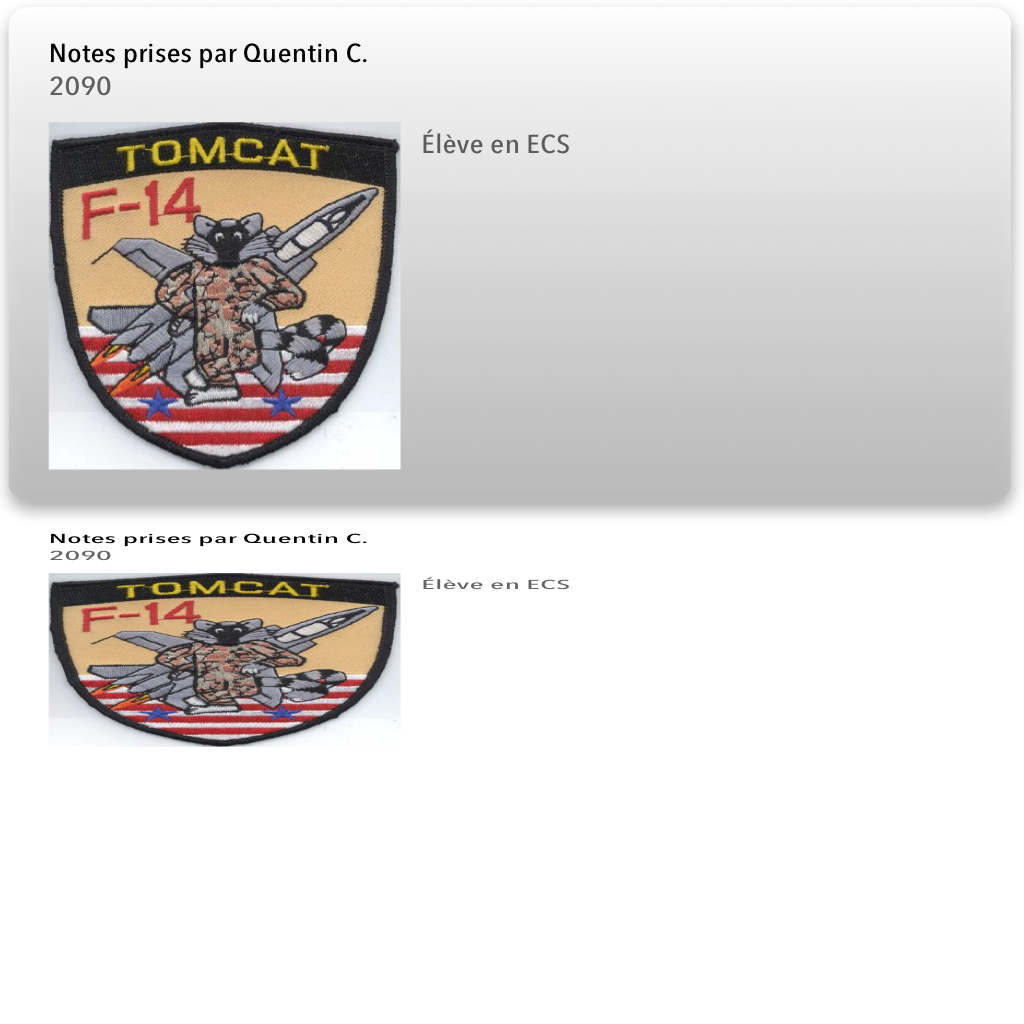 Notes prises par Quentin C.
2090
TOMCAT
F-14
Élève en ECS
Notes prises par Quentin C.
2090
TOMCAT
F-14
Élève en ECS